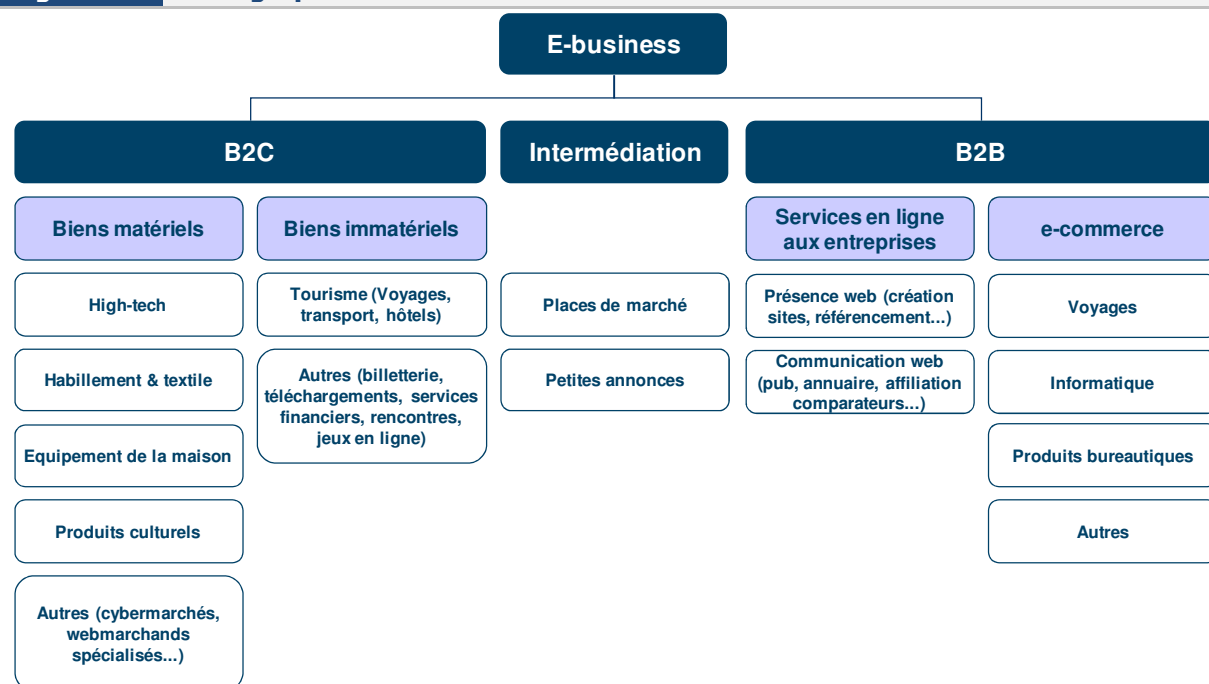 E-business
B2C
Intermédiation
B2B
Biens matériels
Biens immatériels
Services en ligne
aux entreprises
e-commerce
High-tech
Tourisme (Voyages,
transport, hôtels)
Places de marché
Présence web (création
sites, référencement...)
Voyages
Habillement & textile
Autres (billetterie,
téléchargements, services
financiers, rencontres,
jeux en ligne)
Petites annonces
Communication web
(pub, annuaire, affiliation
comparateurs...)
Informatique
Equipement de la maison
Produits bureautiques
Produits culturels
Autres
Autres (cybermarchés,
webmarchands
spécialisés...)